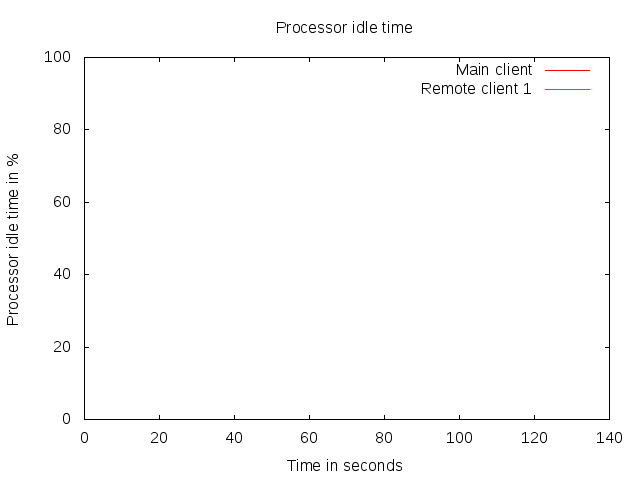 Processor idle time
Main client
Remote client 1
100
80
60
40
20
0
Processor idle time in %
0 20 40 60 80 100 120 140
Time in seconds